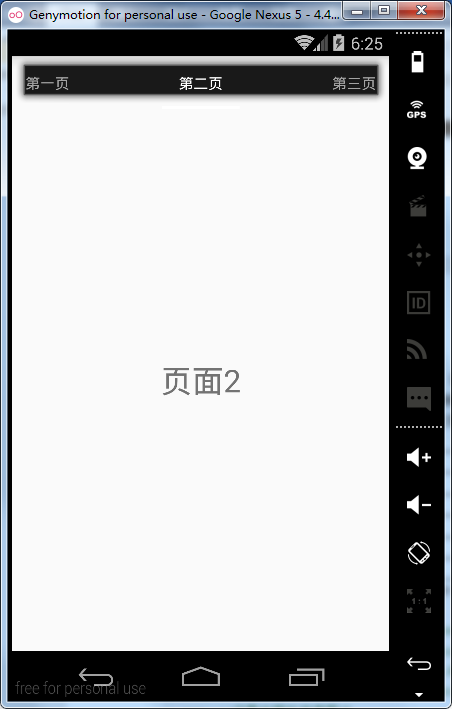 Genymotion for personal use - Google Nexus 5 - 4.4...
6:25
第一页 第二页 第三页
GPS
ID
页面2
1:1
free for personal use